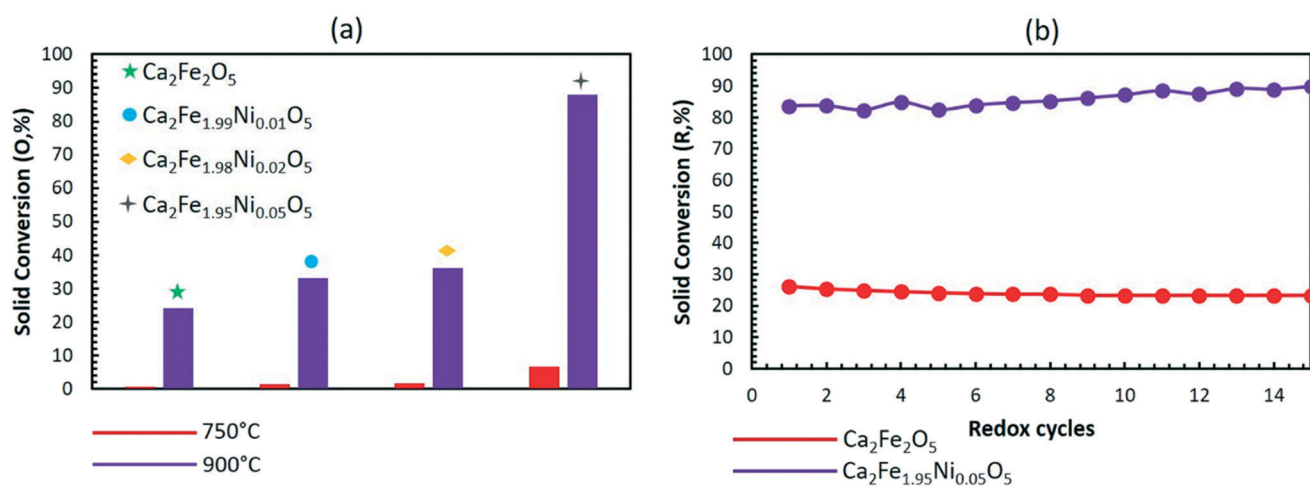 (a)
100
90
80
70
60
50
40
30
20
10
0
Solid Conversion (O,%)
Ca₂Fe₂O₅
Ca₂Fe₁.₉₉Ni₀.₀₁O₅
Ca₂Fe₁.₉₈Ni₀.₀₂O₅
Ca₂Fe₁.₉₅Ni₀.₀₅O₅
750°C
900°C
(b)
100
90
80
70
60
50
40
30
20
10
0
Solid Conversion (R,%)
0 2 4 6 8 10 12 14
Redox cycles
Ca₂Fe₂O₅
Ca₂Fe₁.₉₅Ni₀.₀₅O₅